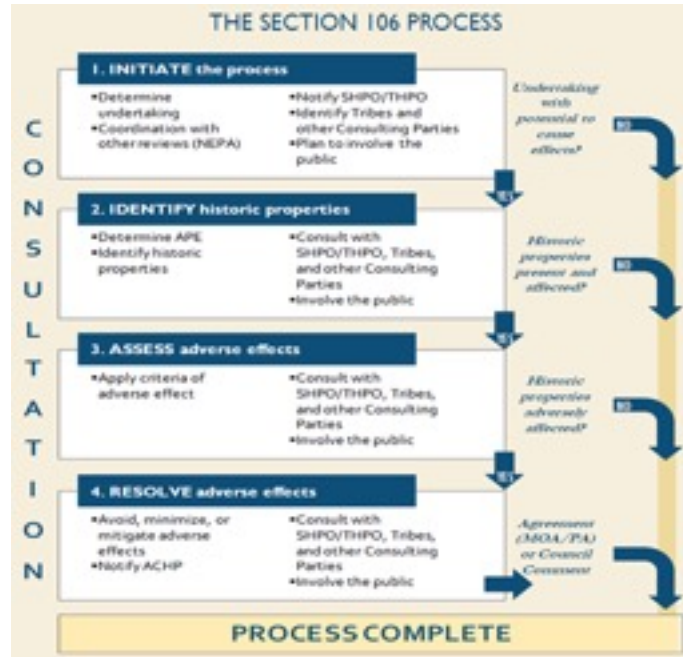 THE SECTION 106 PROCESS
CONSULTATION
1. INITIATE the process
▪Determine
undertaking
▪Coordination with
other reviews (NEPA)
▪Notify SHPO/THPO
▪Identify Tribes and
other Consulting Parties
▪Plan to involve the
public
Undertaking
with
potential to
cause
effects?
NO
YES
2. IDENTIFY historic properties
▪Determine APE
▪Identify historic
properties
▪Consult with
SHPO/THPO, Tribes,
and other Consulting
Parties
▪Involve the public
Historic
properties
present and
affected?
NO
YES
3. ASSESS adverse effects
▪Apply criteria of
adverse effect
▪Consult with
SHPO/THPO, Tribes,
and other Consulting
Parties
▪Involve the public
Historic
properties
adversely
affected?
NO
YES
4. RESOLVE adverse effects
▪Avoid, minimize, or
mitigate adverse
effects
▪Notify ACHP
▪Consult with
SHPO/THPO, Tribes,
and other Consulting
Parties
▪Involve the public
Agreement
(MOA/PA)
or Council
Comment
PROCESS COMPLETE